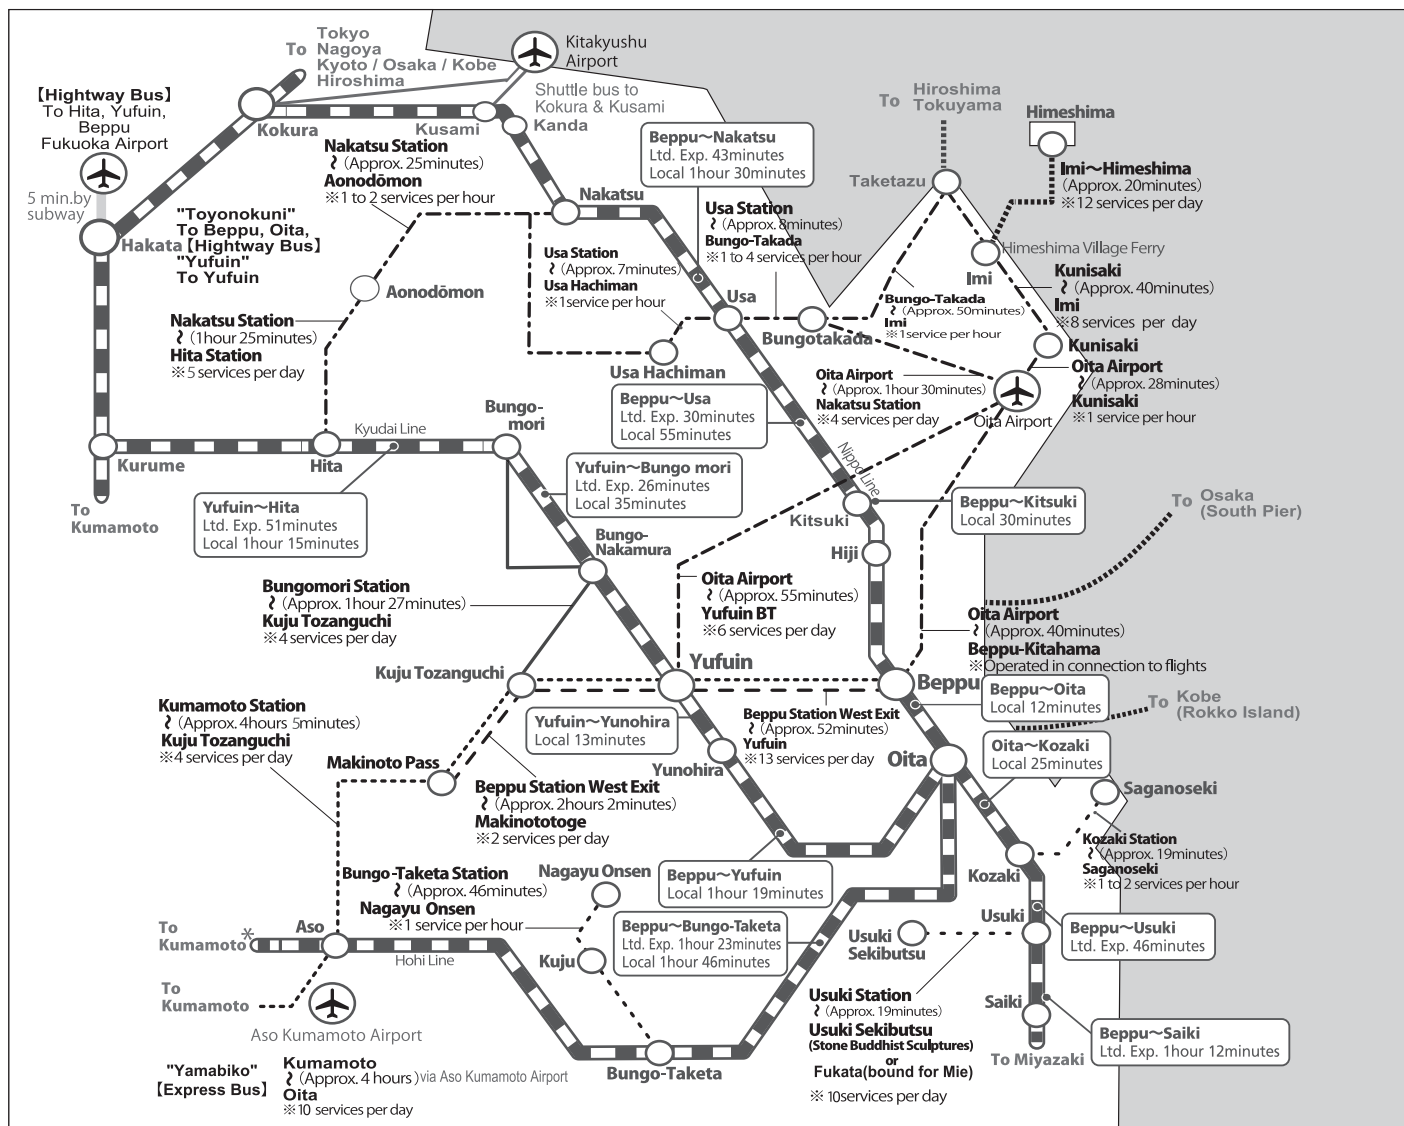 Tokyo
To Nagoya
Kyoto / Osaka / Kobe
Hiroshima
Kitakyushu
Airport
Shuttle bus to
Kokura & Kusami
【Hightway Bus】
To Hita, Yufuin,
Beppu
Fukuoka Airport
5 min.by
subway
Kokura
Kusami
Kanda
To Hiroshima
Tokuyama
Himeshima
Imi〜Himeshima
(Approx. 20minutes)
※12 services per day
Taketazu
Himeshima Village Ferry
Imi
Nakatsu Station
〜 (Approx. 25minutes)
Aonodōmon
※1 to 2 services per hour
Beppu〜Nakatsu
Ltd. Exp. 43minutes
Local 1hour 30minutes
Nakatsu
Hakata
"Toyonokuni"
To Beppu, Oita,
【Hightway Bus】
"Yufuin"
To Yufuin
Usa Station
〜 (Approx. 8minutes)
Bungo-Takada
※1 to 4 services per hour
Usa Station
〜 (Approx. 7minutes)
Usa Hachiman
※1service per hour
Aonodōmon
Usa
Bungotakada
Bungo-Takada
〜 (Approx. 50minutes)
Imi
※1service per hour
Kunisaki
〜 (Approx. 40minutes)
Imi
※8 services per day
Kunisaki
Nakatsu Station
〜 (1hour 25minutes)
Hita Station
※5 services per day
Usa Hachiman
Oita Airport
〜 (Approx. 1hour 30minutes)
Nakatsu Station
※4 services per day
Oita Airport
Oita Airport
〜 (Approx. 28minutes)
Kunisaki
※1 service per hour
Beppu〜Usa
Ltd. Exp. 30minutes
Local 55minutes
Bungo-
mori
Kyudai Line
Kurume
Hita
Nippo Line
Yufuin〜Bungo mori
Ltd. Exp. 26minutes
Local 35minutes
To
Kumamoto
Yufuin〜Hita
Ltd. Exp. 51minutes
Local 1hour 15minutes
Kitsuki
Beppu〜Kitsuki
Local 30minutes
To Osaka
(South Pier)
Bungo-
Nakamura
Hiji
Bungomori Station
〜 (Approx. 1hour 27minutes)
Kuju Tozanguchi
※4 services per day
Oita Airport
〜 (Approx. 55minutes)
Yufuin BT
※6 services per day
Oita Airport
〜 (Approx. 40minutes)
Beppu-Kitahama
※Operated in connection to flights
Kuju Tozanguchi
Yufuin
Beppu
Beppu〜Oita
Local 12minutes
To Kobe
(Rokko Island)
Kumamoto Station
〜 (Approx. 4hours 5minutes)
Kuju Tozanguchi
※4 services per day
Yufuin〜Yunohira
Local 13minutes
Beppu Station West Exit
〜 (Approx. 52minutes)
Yufuin
※13 services per day
Oita〜Kozaki
Local 25minutes
Makinoto Pass
Yunohira
Oita
Saganoseki
Beppu Station West Exit
〜 (Approx. 2hours 2minutes)
Makinototoge
※2 services per day
Kozaki Station
〜 (Approx. 19minutes)
Saganoseki
※1 to 2 services per hour
Kozaki
Bungo-Taketa Station
〜 (Approx. 46minutes)
Nagayu Onsen
※1 service per hour
Nagayu Onsen
Beppu〜Yufuin
Local 1hour 19minutes
Beppu〜Bungo-Taketa
Ltd. Exp. 1hour 23minutes
Local 1hour 46minutes
Usuki
Usuki
Sekibutsu
Beppu〜Usuki
Ltd. Exp. 46minutes
To
Kumamoto
*
Aso
Hohi Line
Kuju
To
Kumamoto
Aso Kumamoto Airport
Usuki Station
〜 (Approx. 19minutes)
Usuki Sekibutsu
(Stone Buddhist Sculptures)
or
Fukata(bound for Mie)
※ 10services per day
Saiki
Beppu〜Saiki
Ltd. Exp. 1hour 12minutes
To Miyazaki
Bungo-Taketa
"Yamabiko"
【Express Bus】
Kumamoto
〜 (Approx. 4 hours) via Aso Kumamoto Airport
Oita
※10 services per day